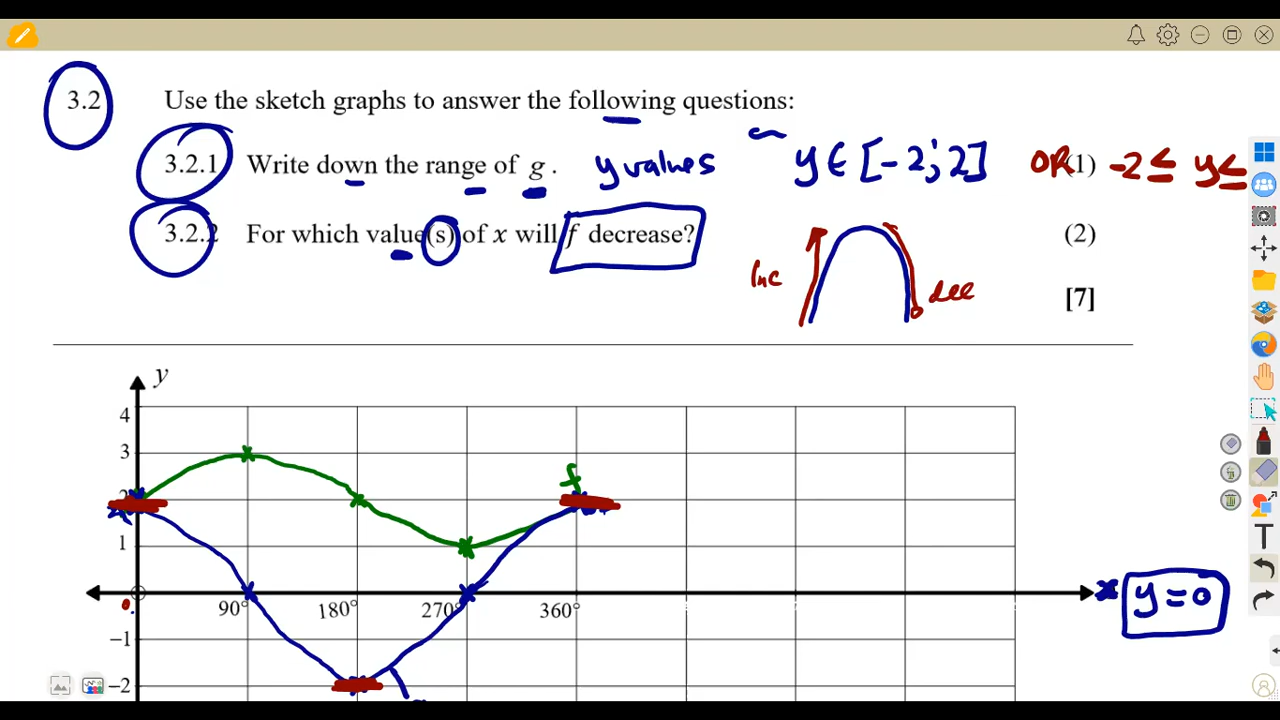 3.2 Use the sketch graphs to answer the following questions:
3.2.1 Write down the range of g. y values y ∈ [-2;2] OR (1) -2 ≤ y ≤
3.2.2 For which value(s) of x will f decrease? (2)
Inc dec
[7]
y
4
3
f
2
1
0 90° 180° 270° 360° x y = 0
−1
−2
T